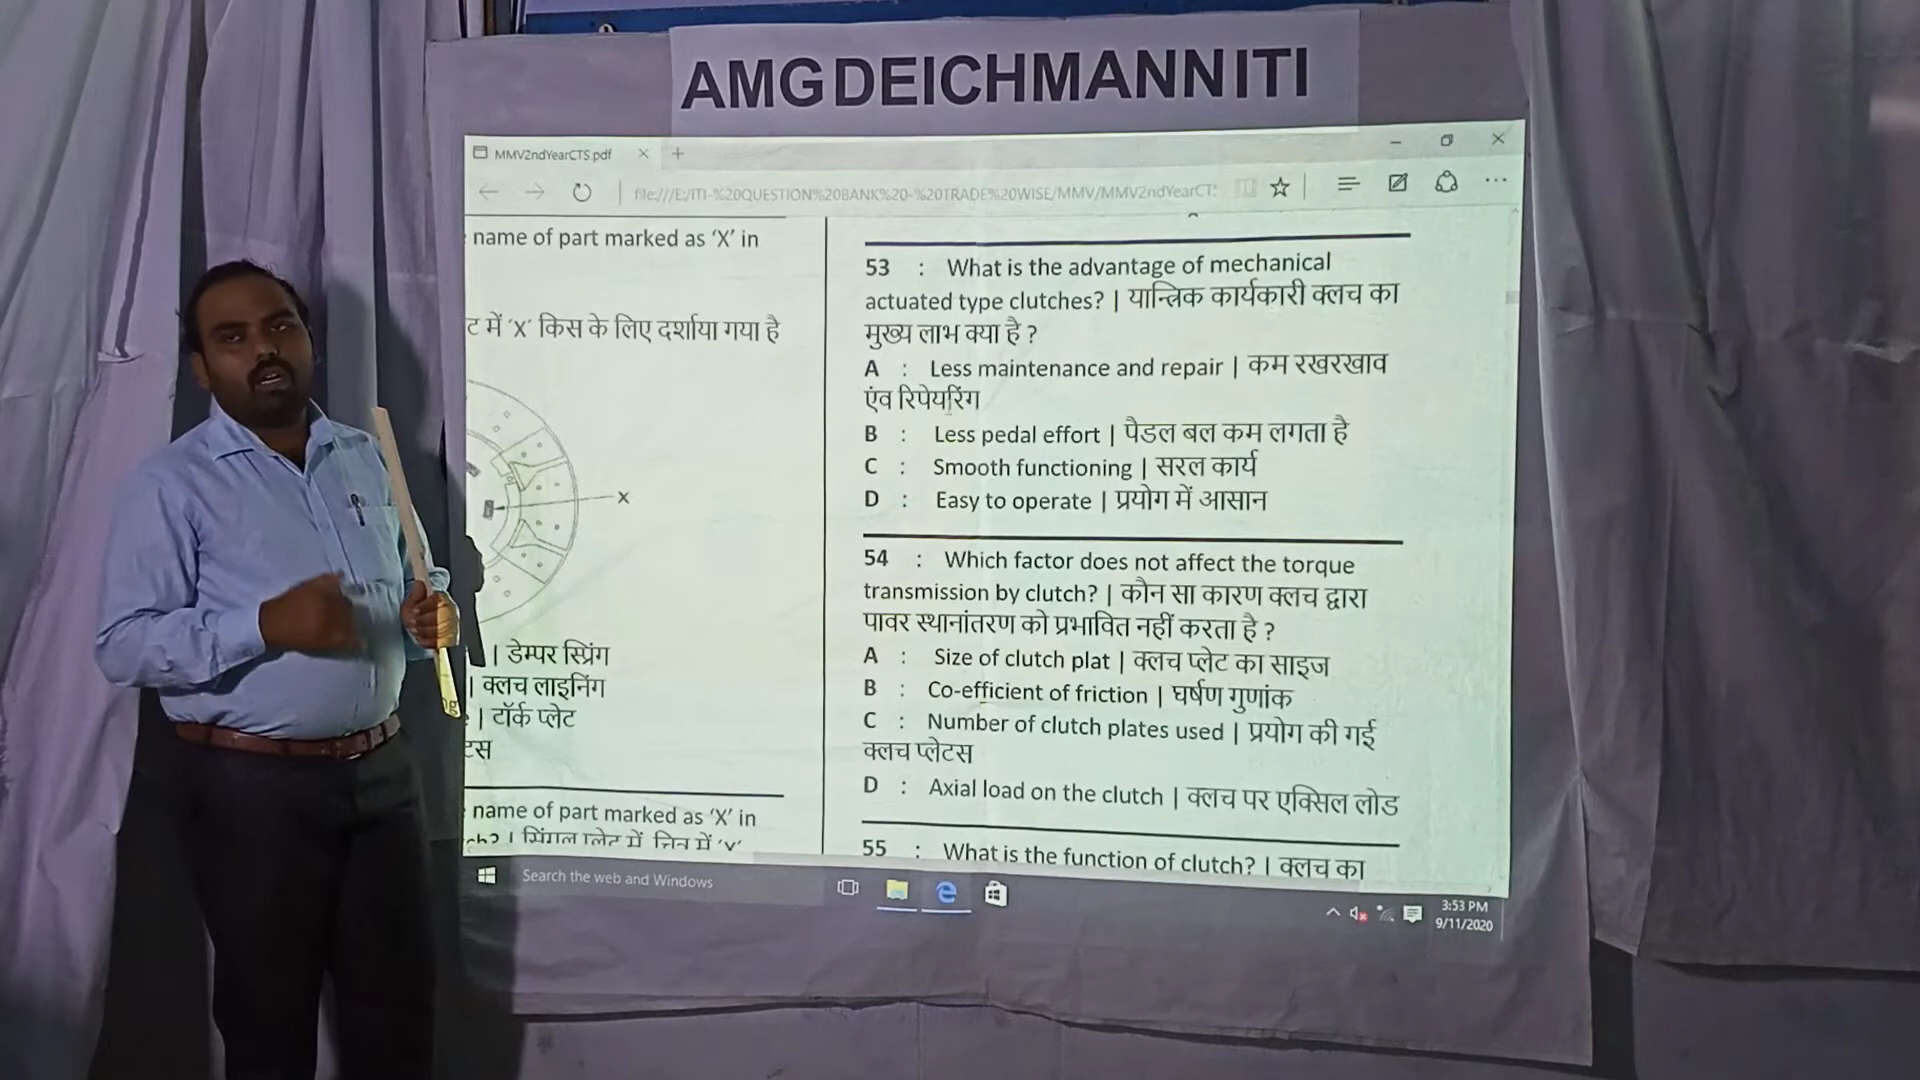 AMG DEICHMANN ITI
MMV2ndYearCTS.pdf
file:///E:/ITI-%20QUESTION%20BANK%20-%20TRADE%20WISE/MMV/MMV2ndYearCTS
name of part marked as ‘X’ in
ट में ‘X’ किस के लिए दर्शाया गया है
X
| डेम्पर स्प्रिंग
| क्लच लाइनिंग
| टॉर्क प्लेट
टस
name of part marked as ‘X’ in
53 : What is the advantage of mechanical
actuated type clutches? | यान्त्रिक कार्यकारी क्लच का
मुख्य लाभ क्या है ?
A : Less maintenance and repair | कम रखरखाव
एंव रिपेयरिंग
B : Less pedal effort | पैडल बल कम लगता है
C : Smooth functioning | सरल कार्य
D : Easy to operate | प्रयोग में आसान
54 : Which factor does not affect the torque
transmission by clutch? | कौन सा कारण क्लच द्वारा
पावर स्थानांतरण को प्रभावित नहीं करता है ?
A : Size of clutch plat | क्लच प्लेट का साइज
B : Co-efficient of friction | घर्षण गुणांक
C : Number of clutch plates used | प्रयोग की गई
क्लच प्लेटस
D : Axial load on the clutch | क्लच पर एक्सिल लोड
55 : What is the function of clutch? | क्लच का
Search the web and Windows
3:53 PM
9/11/2020